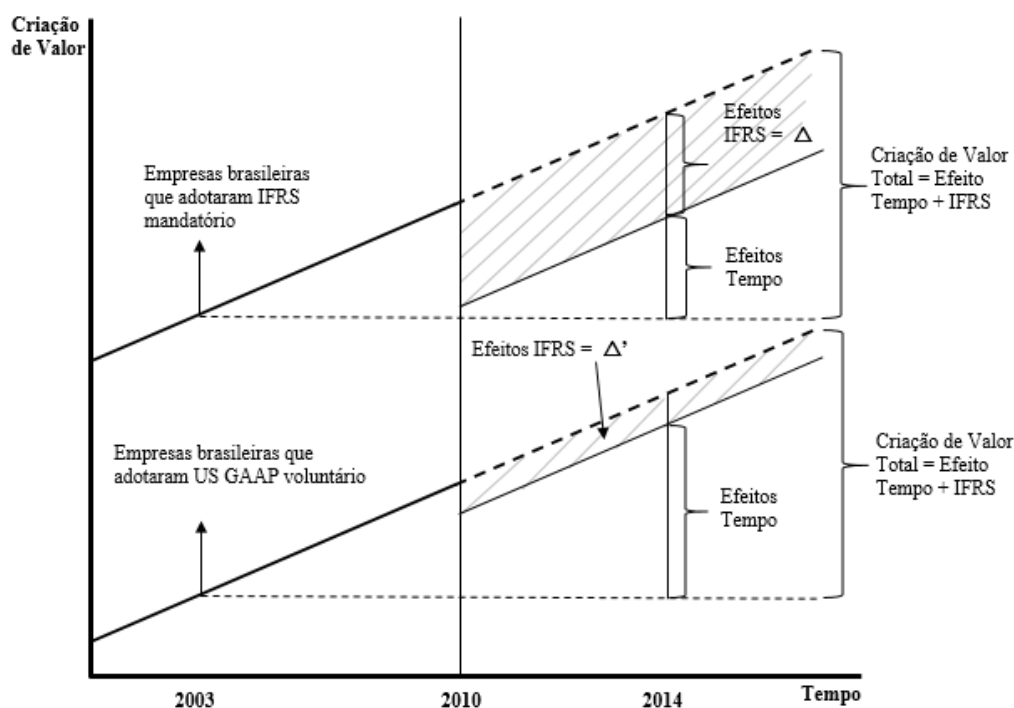 Criação
de Valor
Efeitos
IFRS = △
Criação de Valor
Total = Efeito
Tempo + IFRS
Empresas brasileiras
que adotaram IFRS
mandatório
Efeitos
Tempo
Efeitos IFRS = △’
Empresas brasileiras que
adotaram US GAAP voluntário
Criação de Valor
Total = Efeito
Tempo + IFRS
Efeitos
Tempo
2003
2010
2014
Tempo